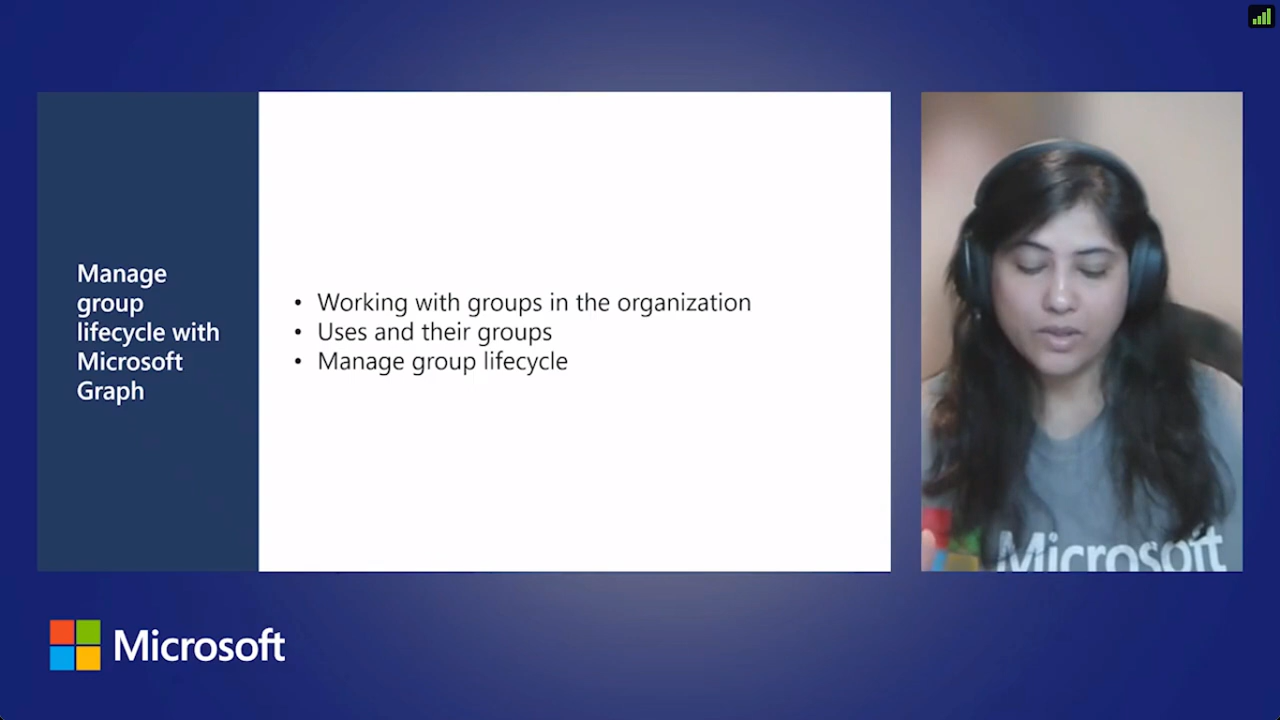 Manage
group
lifecycle with
Microsoft
Graph
• Working with groups in the organization
• Uses and their groups
• Manage group lifecycle
Microsoft
Microsoft